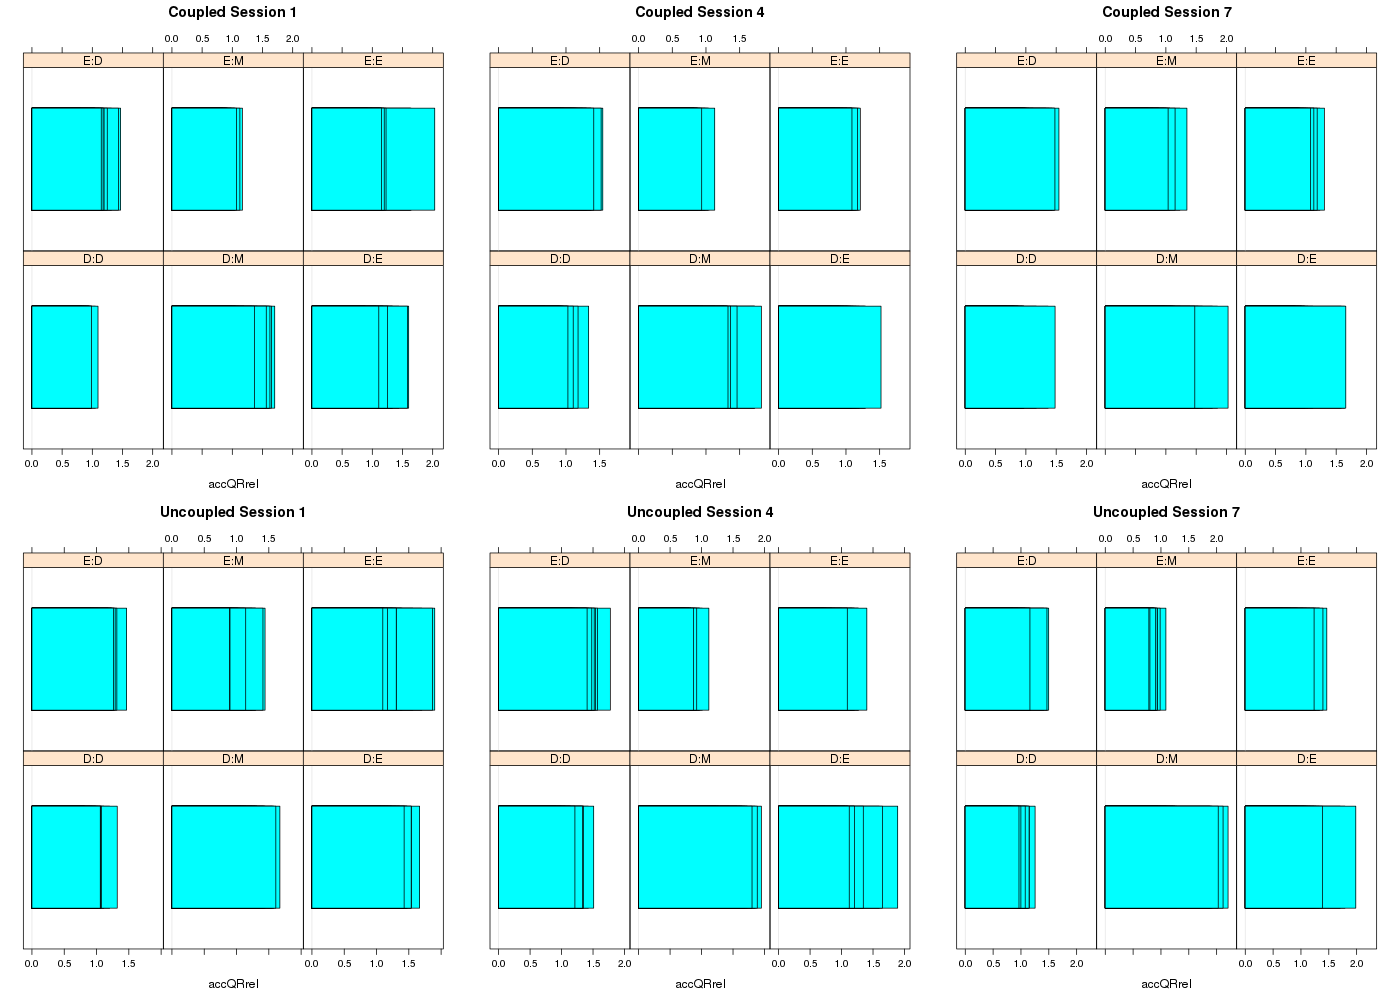 Coupled Session 1
0.0 0.5 1.0 1.5 2.0
E:D E:M E:E
D:D D:M D:E
0.0 0.5 1.0 1.5 2.0 0.0 0.5 1.0 1.5 2.0
accQRrel
Coupled Session 4
0.0 0.5 1.0 1.5
E:D E:M E:E
D:D D:M D:E
0.0 0.5 1.0 1.5 0.0 0.5 1.0 1.5
accQRrel
Coupled Session 7
0.0 0.5 1.0 1.5 2.0
E:D E:M E:E
D:D D:M D:E
0.0 0.5 1.0 1.5 2.0 0.0 0.5 1.0 1.5 2.0
accQRrel
Uncoupled Session 1
0.0 0.5 1.0 1.5
E:D E:M E:E
D:D D:M D:E
0.0 0.5 1.0 1.5 0.0 0.5 1.0 1.5
accQRrel
Uncoupled Session 4
0.0 0.5 1.0 1.5 2.0
E:D E:M E:E
D:D D:M D:E
0.0 0.5 1.0 1.5 2.0 0.0 0.5 1.0 1.5 2.0
accQRrel
Uncoupled Session 7
0.0 0.5 1.0 1.5 2.0
E:D E:M E:E
D:D D:M D:E
0.0 0.5 1.0 1.5 2.0 0.0 0.5 1.0 1.5 2.0
accQRrel